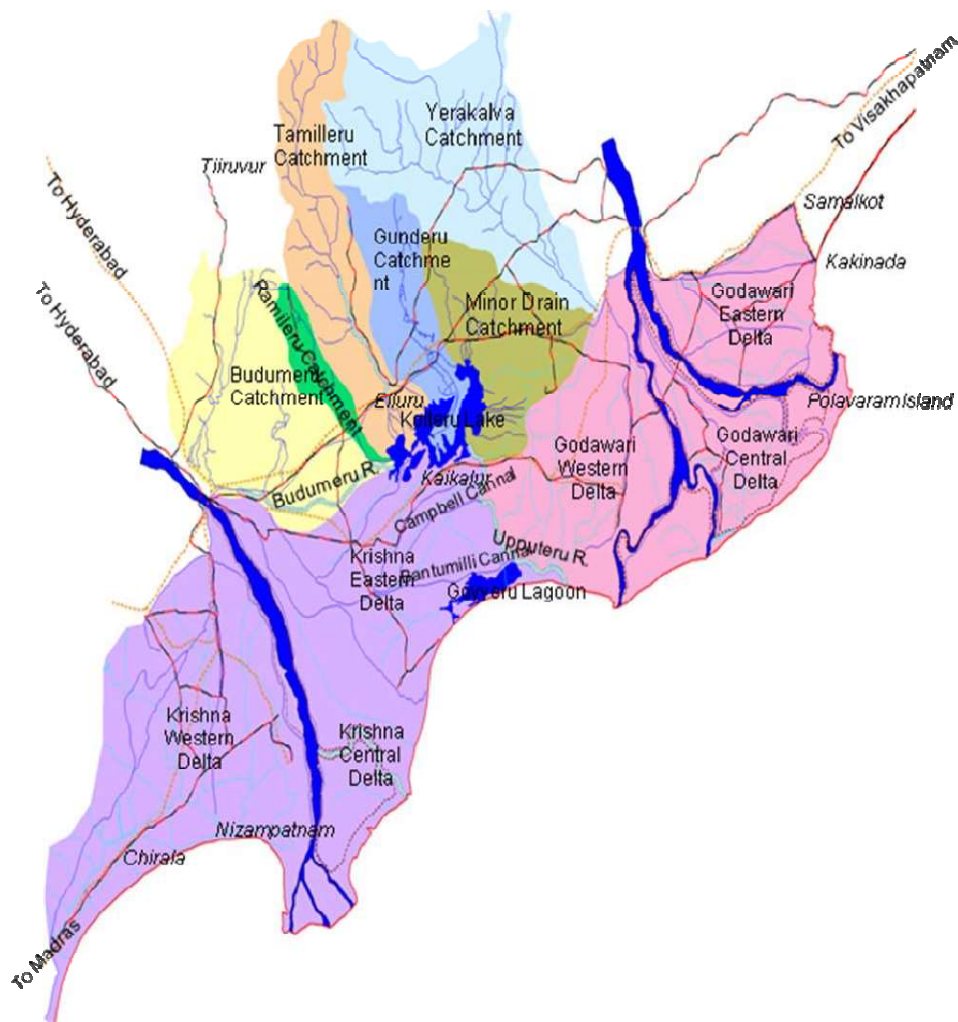 To Visakhapatnam
Yerakalva
Catchment
Tamilleru
Catchment
Tiiruvur
To Hyderabad
Samalkot
Gunderu
Catchme
nt
Kakinada
To Hyderabad
Ramileru Catchment
Godawari
Eastern
Delta
Minor Drain
Catchment
Budumeru
Catchment
Elluru
Polavaram Island
Kolleru Lake
Godawari
Western
Delta
Godawari
Central
Delta
Budumeru R.
Kaikalur
Campbell Cannal
Upputeru R.
Krishna
Eastern
Delta
Pantumilli Cannal
Lagoon
Krishna
Western
Delta
Krishna
Central
Delta
Nizampatnam
Chirala
To Madras